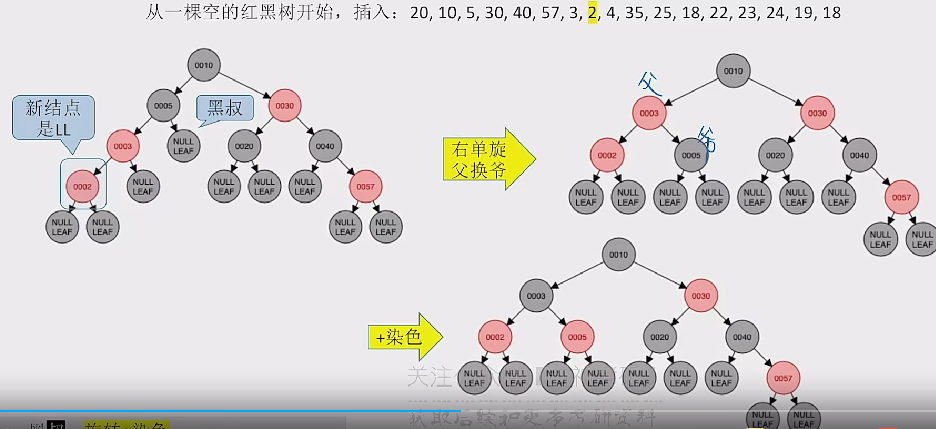 从一棵空的红黑树开始，插入：20, 10, 5, 30, 40, 57, 3, 2, 4, 35, 25, 18, 22, 23, 24, 19, 18
新结点
是LL
黑叔
0010
0005
0030
0003
NULL LEAF
0020
0040
0002
NULL LEAF
NULL LEAF
NULL LEAF
NULL LEAF
0057
NULL LEAF
NULL LEAF
NULL LEAF
NULL LEAF
右单旋
父换爷
父
爷
0010
0003
0030
0002
0005
0020
0040
NULL LEAF
NULL LEAF
NULL LEAF
NULL LEAF
NULL LEAF
NULL LEAF
NULL LEAF
0057
NULL LEAF
NULL LEAF
+染色
0010
0003
0030
0002
0005
0020
0040
NULL LEAF
NULL LEAF
NULL LEAF
NULL LEAF
NULL LEAF
NULL LEAF
NULL LEAF
0057
NULL LEAF
NULL LEAF
关注
获取后续和更多考研资料
旋转+染色